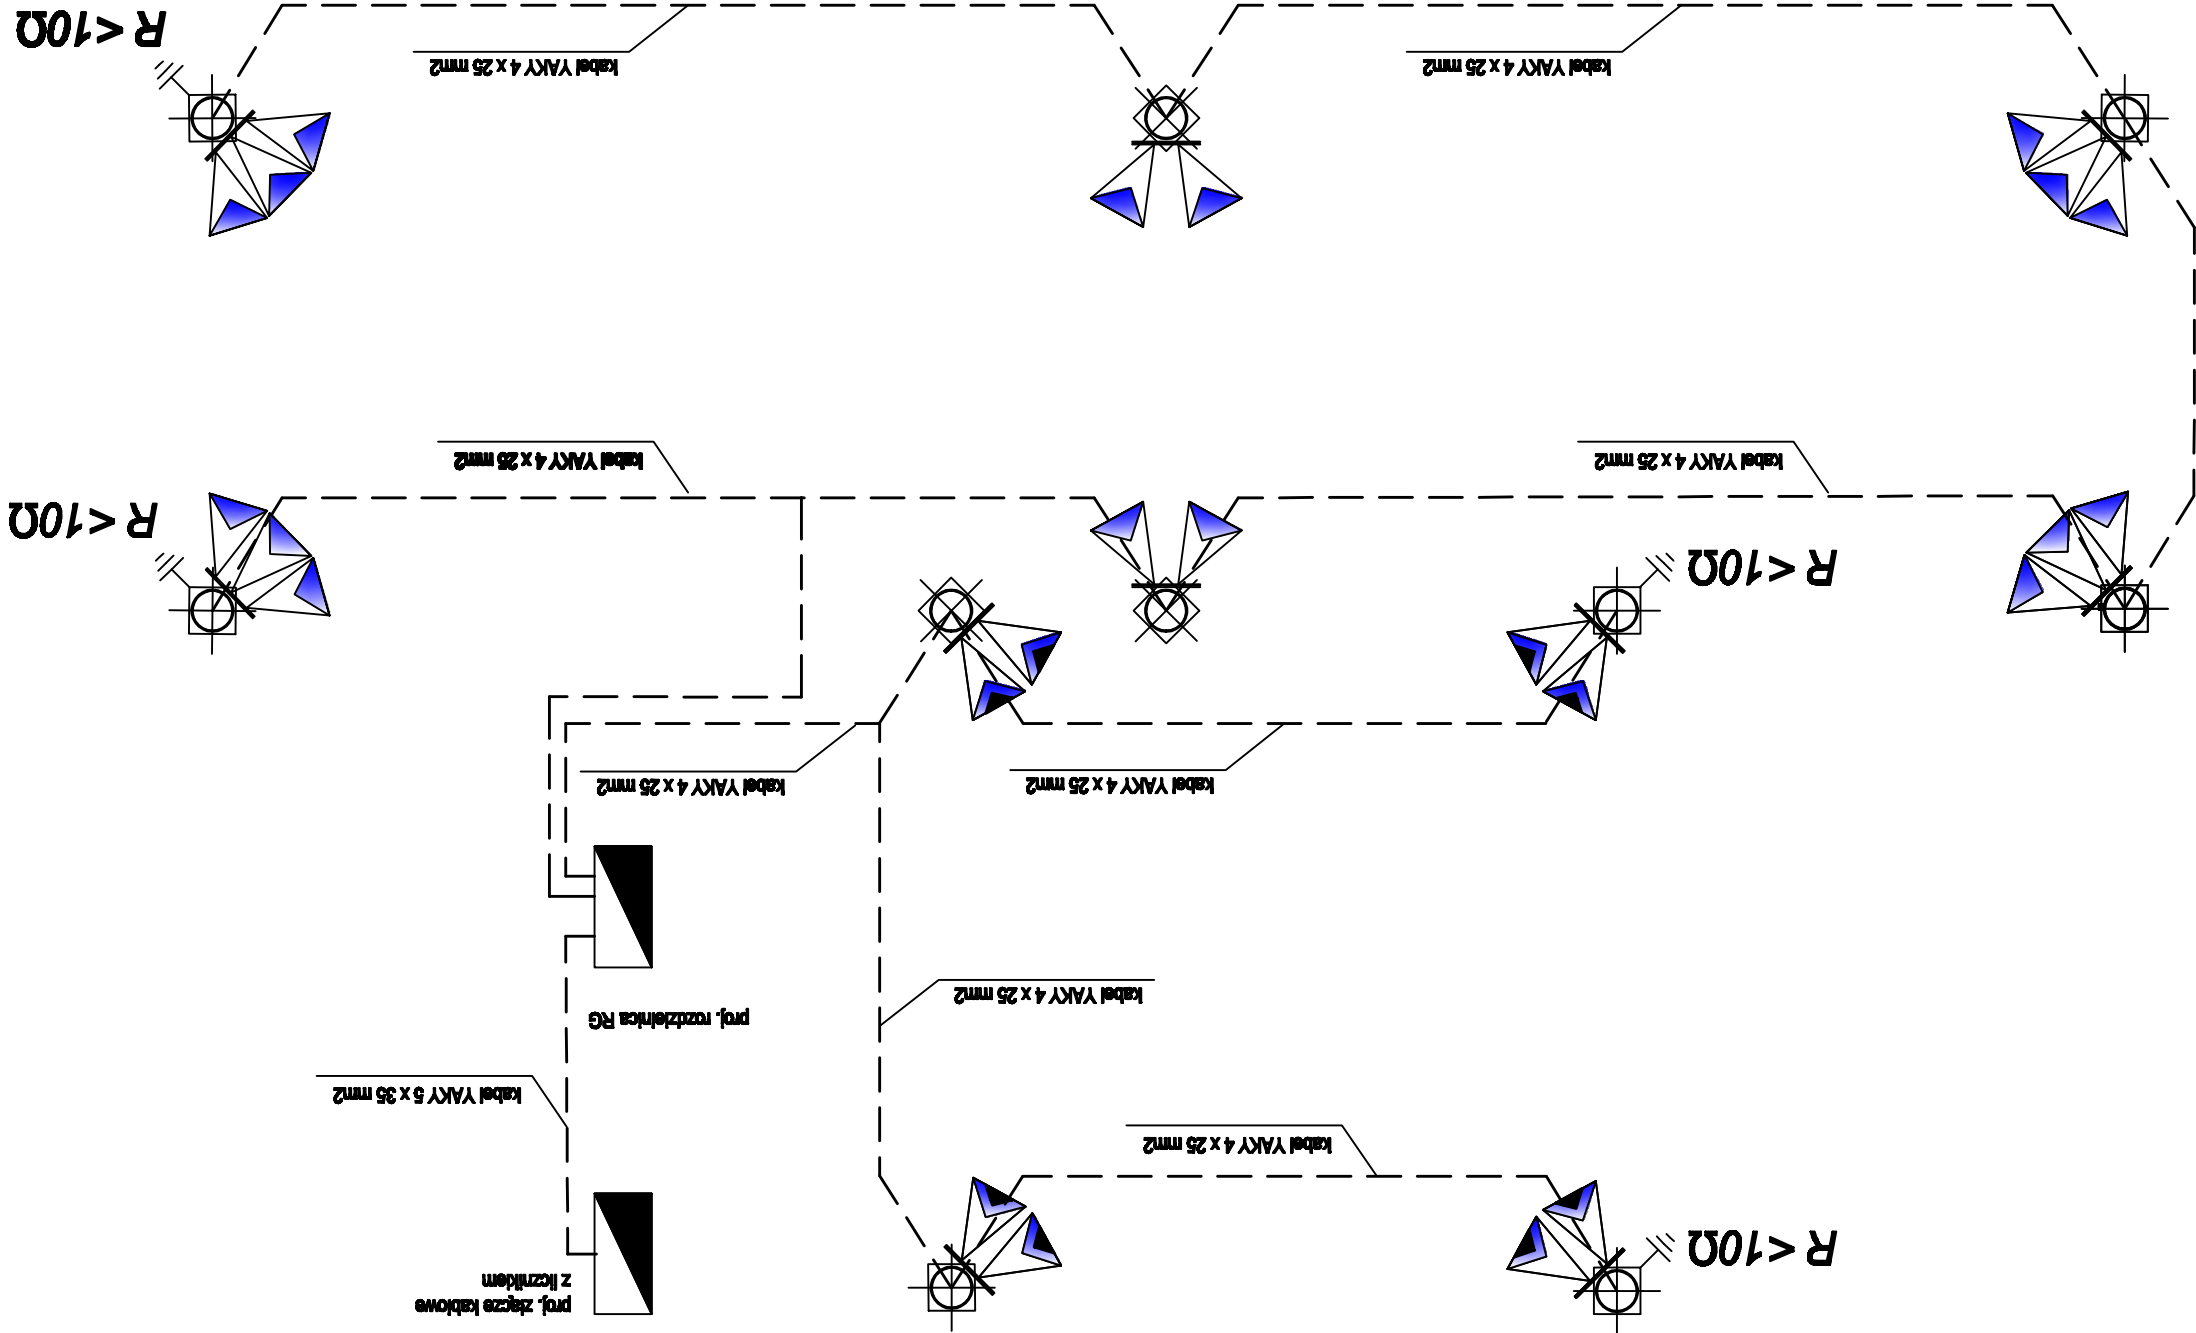 proj. złącze kablowe
z licznikiem
R < 10Ω
kabel YAKY 4 x 25 mm2
kabel YAKY 5 x 35 mm2
proj. rozdzielnica RG
kabel YAKY 4 x 25 mm2
kabel YAKY 4 x 25 mm2
kabel YAKY 4 x 25 mm2
R < 10Ω
R < 10Ω
kabel YAKY 4 x 25 mm2
kabel YAKY 4 x 25 mm2
kabel YAKY 4 x 25 mm2
kabel YAKY 4 x 25 mm2
R < 10Ω